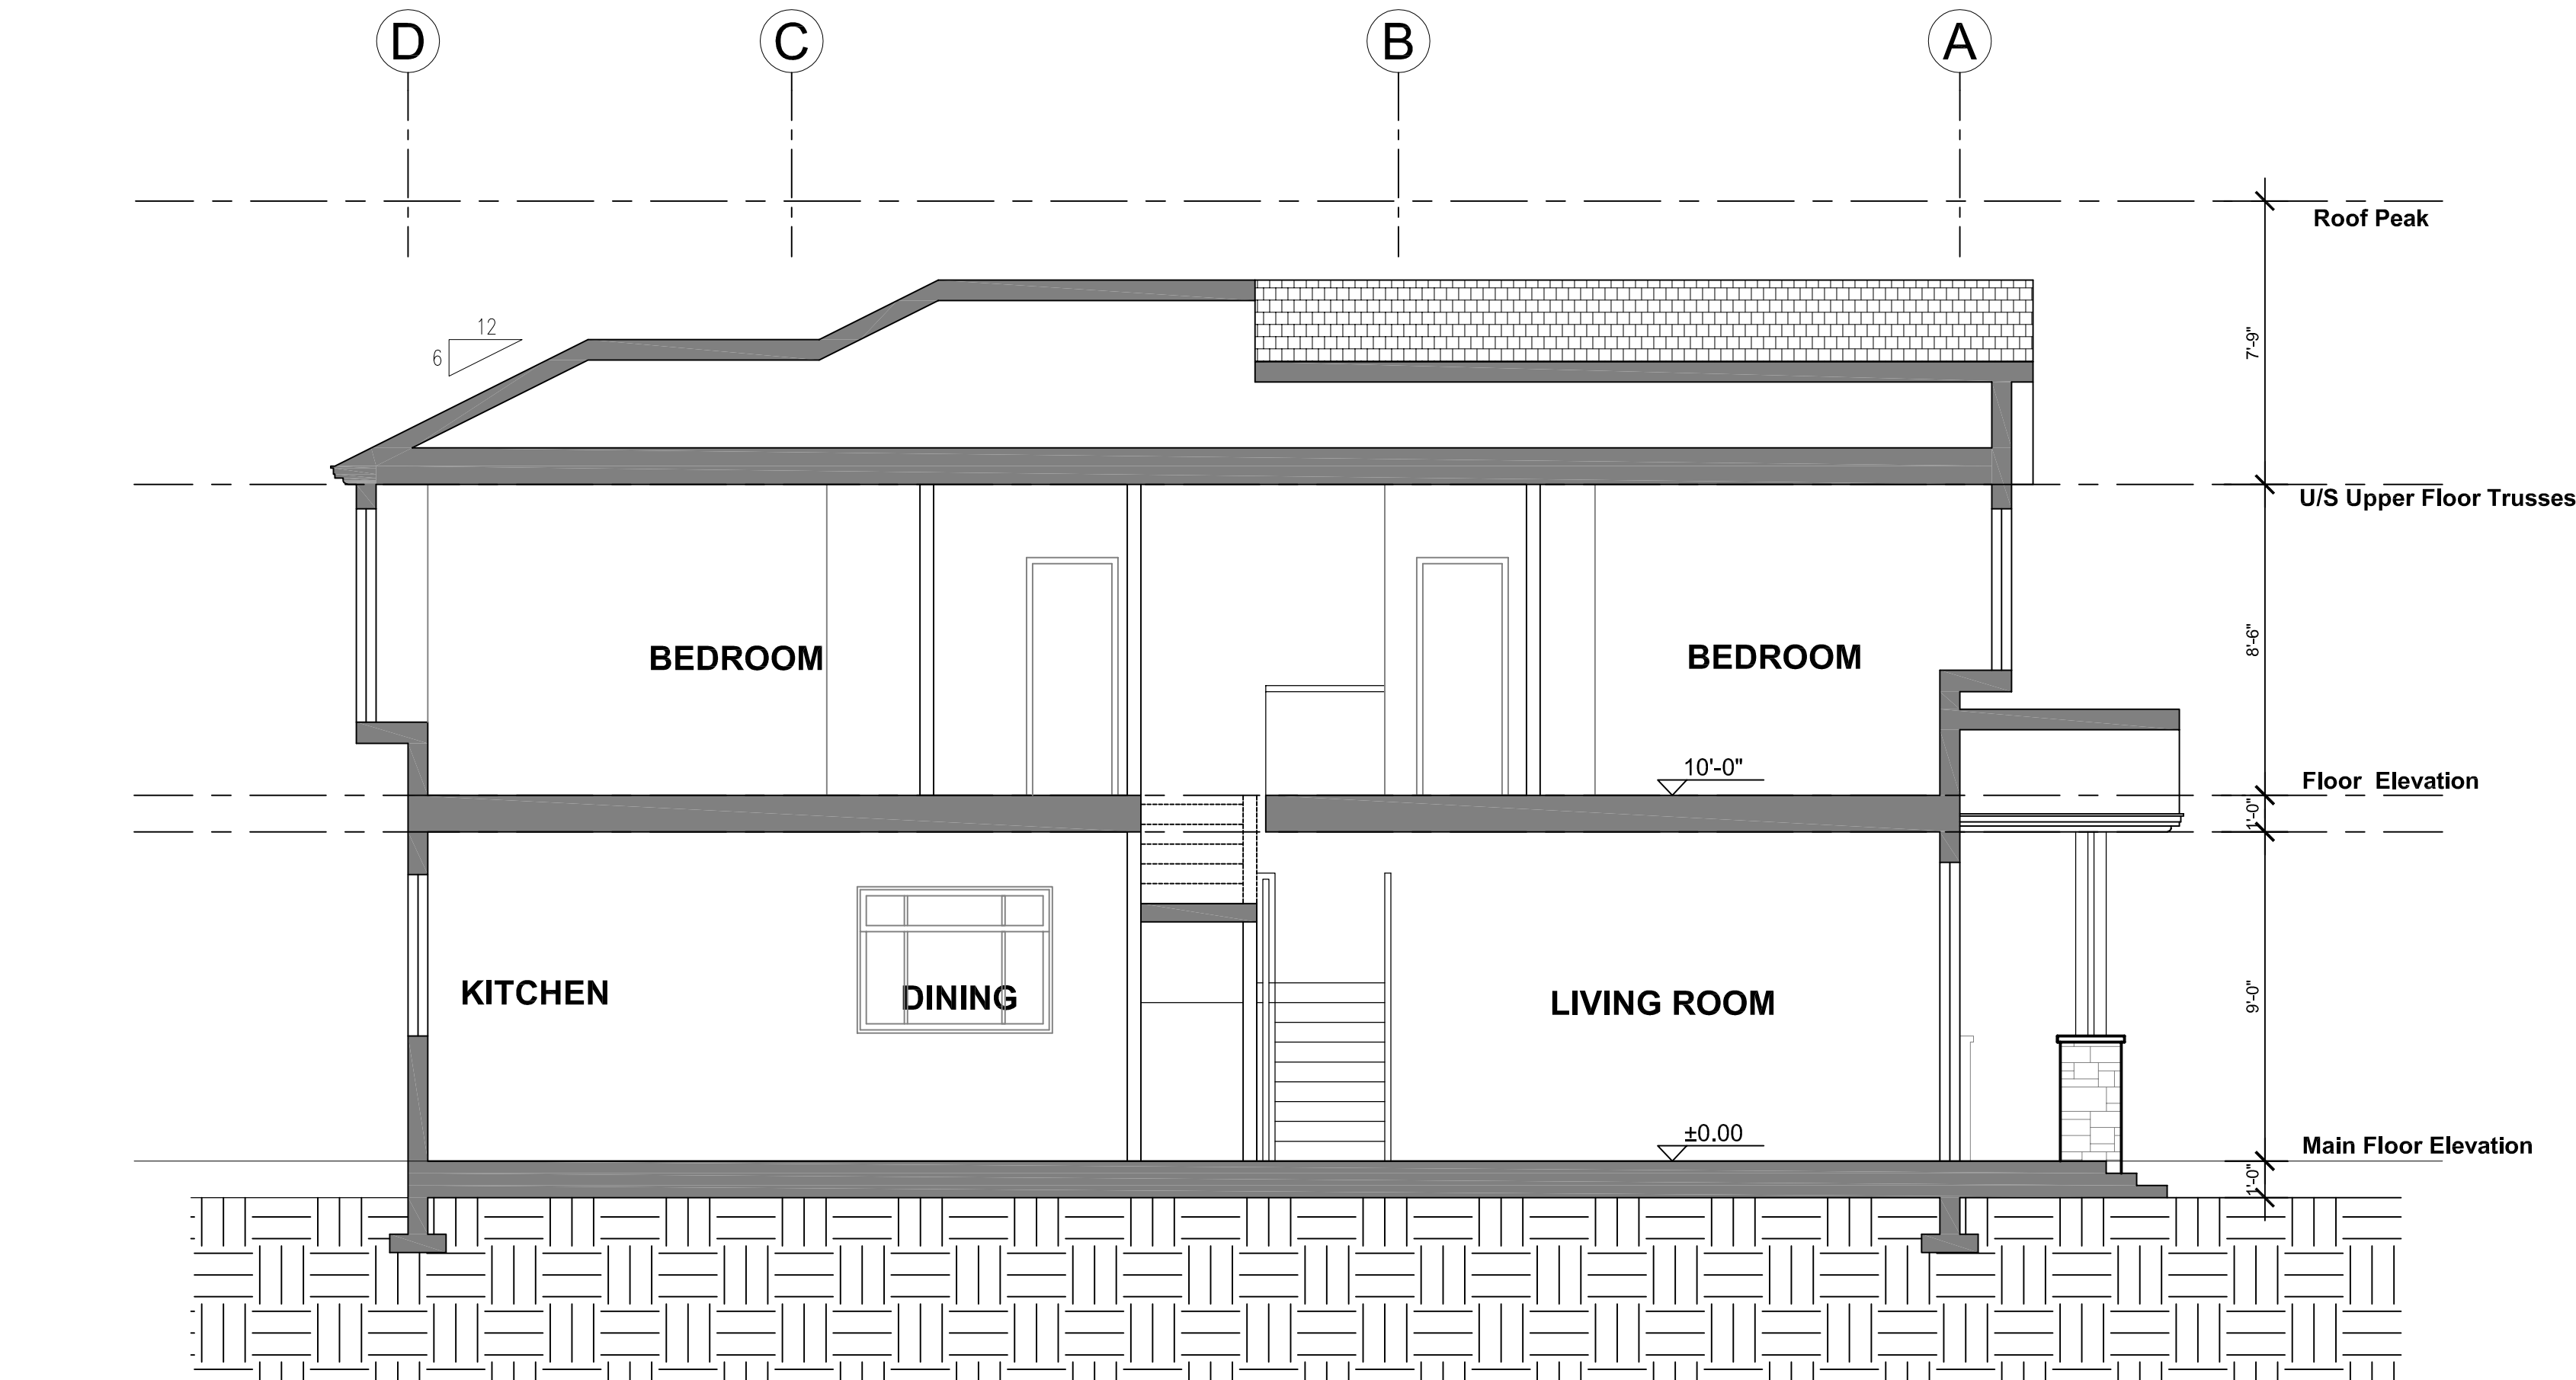 D
C
B
A
Roof Peak
12
6
7'-9"
U/S Upper Floor Trusses
BEDROOM
BEDROOM
8'-6"
10'-0"
Floor  Elevation
1'-0"
KITCHEN
DINING
LIVING ROOM
9'-0"
±0.00
Main Floor Elevation
1'-0"